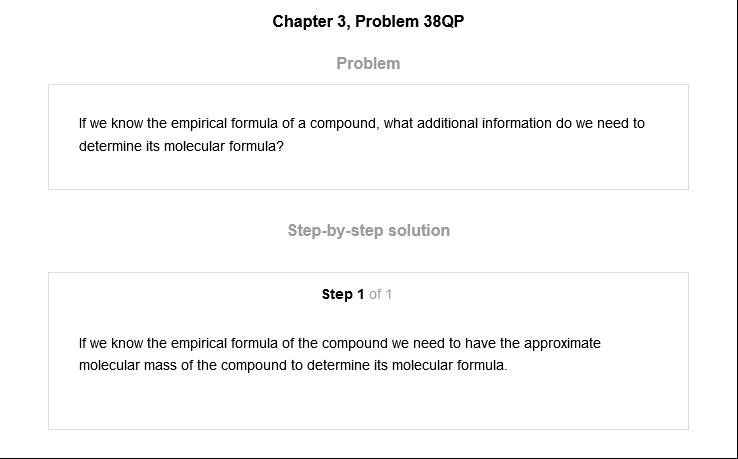 Chapter 3, Problem 38QP
Problem
If we know the empirical formula of a compound, what additional information do we need to
determine its molecular formula?
Step-by-step solution
Step 1 of 1
If we know the empirical formula of the compound we need to have the approximate
molecular mass of the compound to determine its molecular formula.